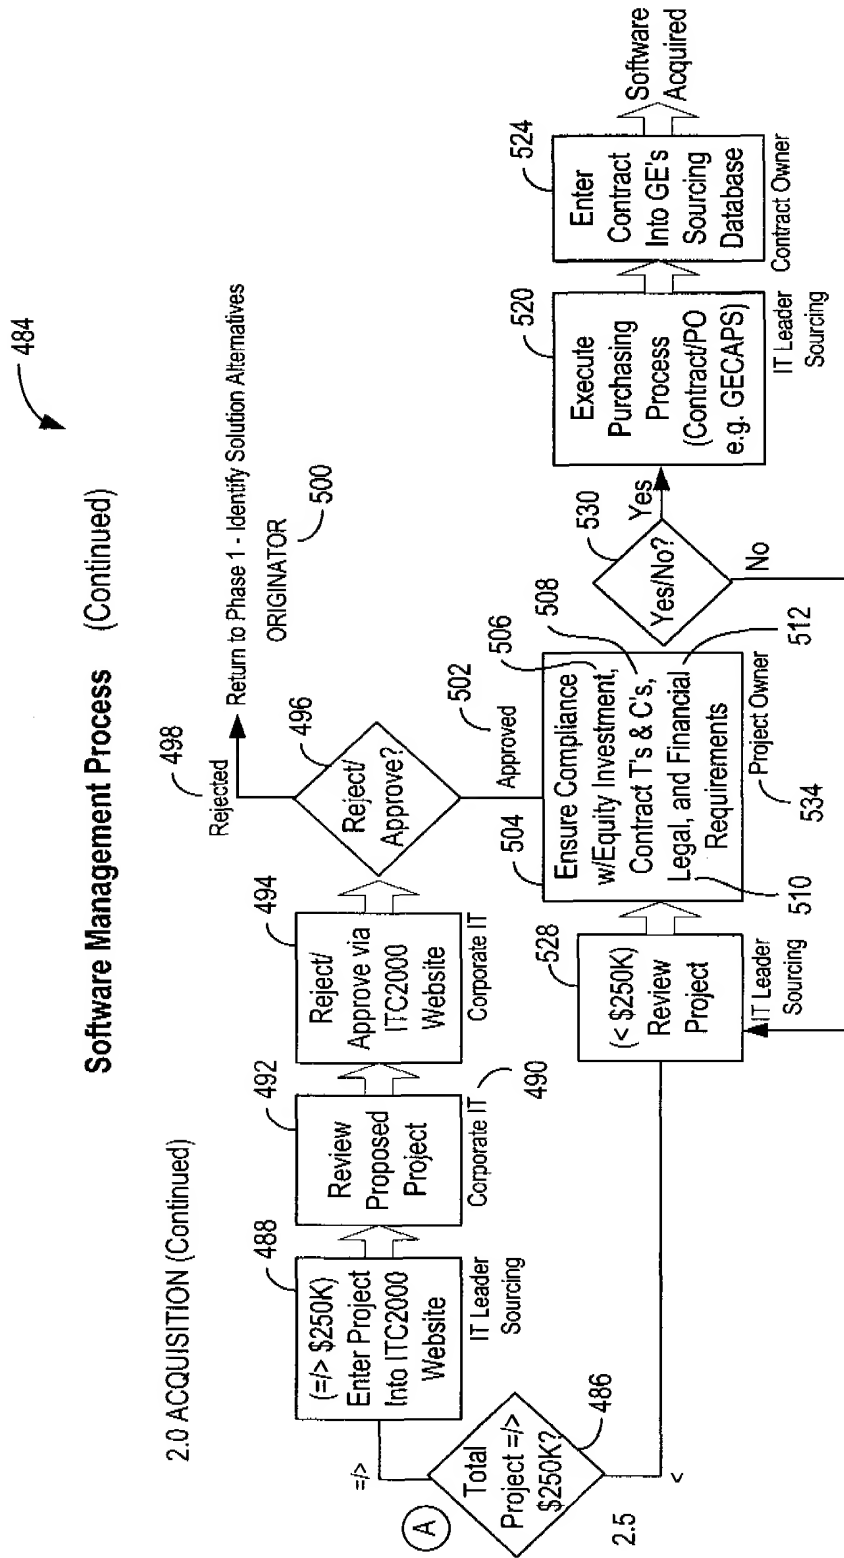 484
Software Management Process (Continued)
2.0 ACQUISITION (Continued)
A
Total
Project =/>
$250K?
486
2.5
=/>
<
488
(=/> $250K)
Enter Project
Into ITC2000
Website
IT Leader
Sourcing
492
Review
Proposed
Project
Corporate IT
490
494
Reject/
Approve via
ITC2000
Website
Corporate IT
496
Reject/
Approve?
498
Rejected
Return to Phase 1 - Identify Solution Alternatives
ORIGINATOR
500
502
Approved
528
(< $250K)
Review
Project
IT Leader
Sourcing
504
Ensure Compliance
w/Equity Investment,
Contract T's & C's,
Legal, and Financial
Requirements
506
508
510
512
Project Owner
534
530
Yes/No?
Yes
No
520
Execute
Purchasing
Process
(Contract/PO
e.g. GECAPS)
IT Leader
Sourcing
524
Enter
Contract
Into GE's
Sourcing
Database
Contract Owner
Software
Acquired